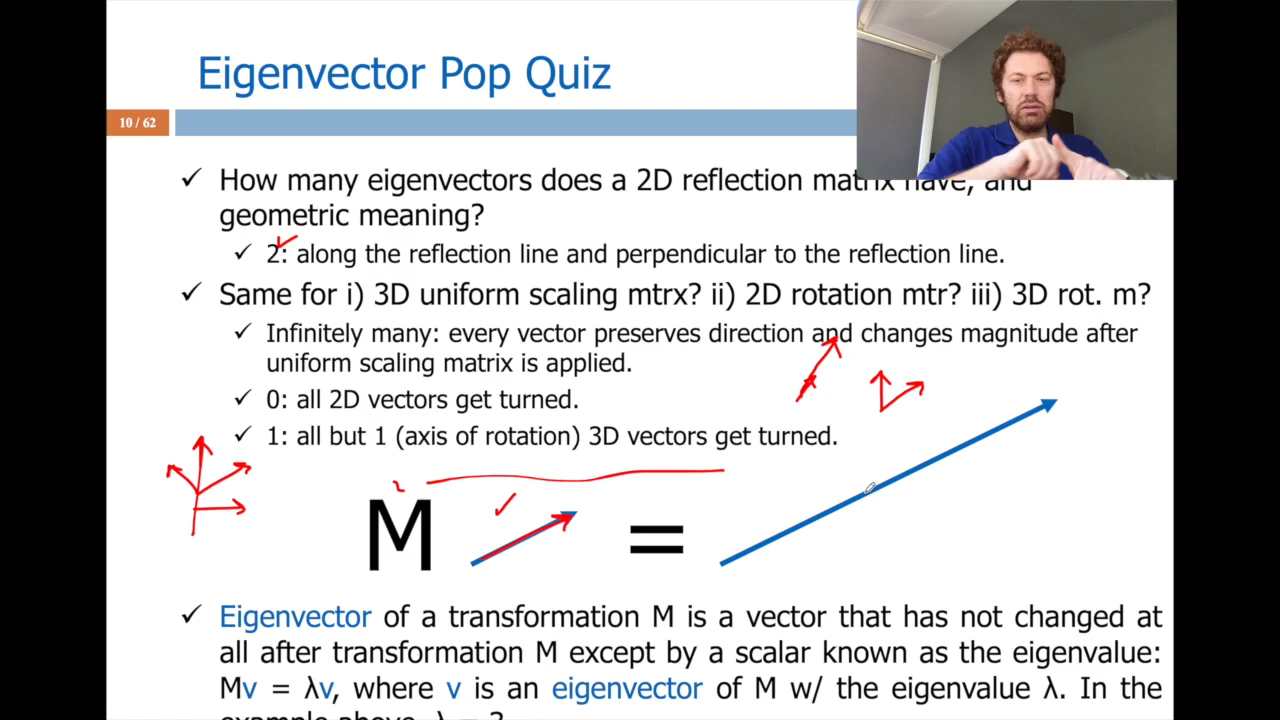 Eigenvector Pop Quiz
10 / 62
✓ How many eigenvectors does a 2D reflection matrix have, and
geometric meaning?
✓ 2: along the reflection line and perpendicular to the reflection line.
✓ Same for i) 3D uniform scaling mtrx? ii) 2D rotation mtr? iii) 3D rot. m?
✓ Infinitely many: every vector preserves direction and changes magnitude after
uniform scaling matrix is applied.
✓ 0: all 2D vectors get turned.
✓ 1: all but 1 (axis of rotation) 3D vectors get turned.
M =
✓ Eigenvector of a transformation M is a vector that has not changed at
all after transformation M except by a scalar known as the eigenvalue:
Mv = λv, where v is an eigenvector of M w/ the eigenvalue λ. In the
example above, λ =